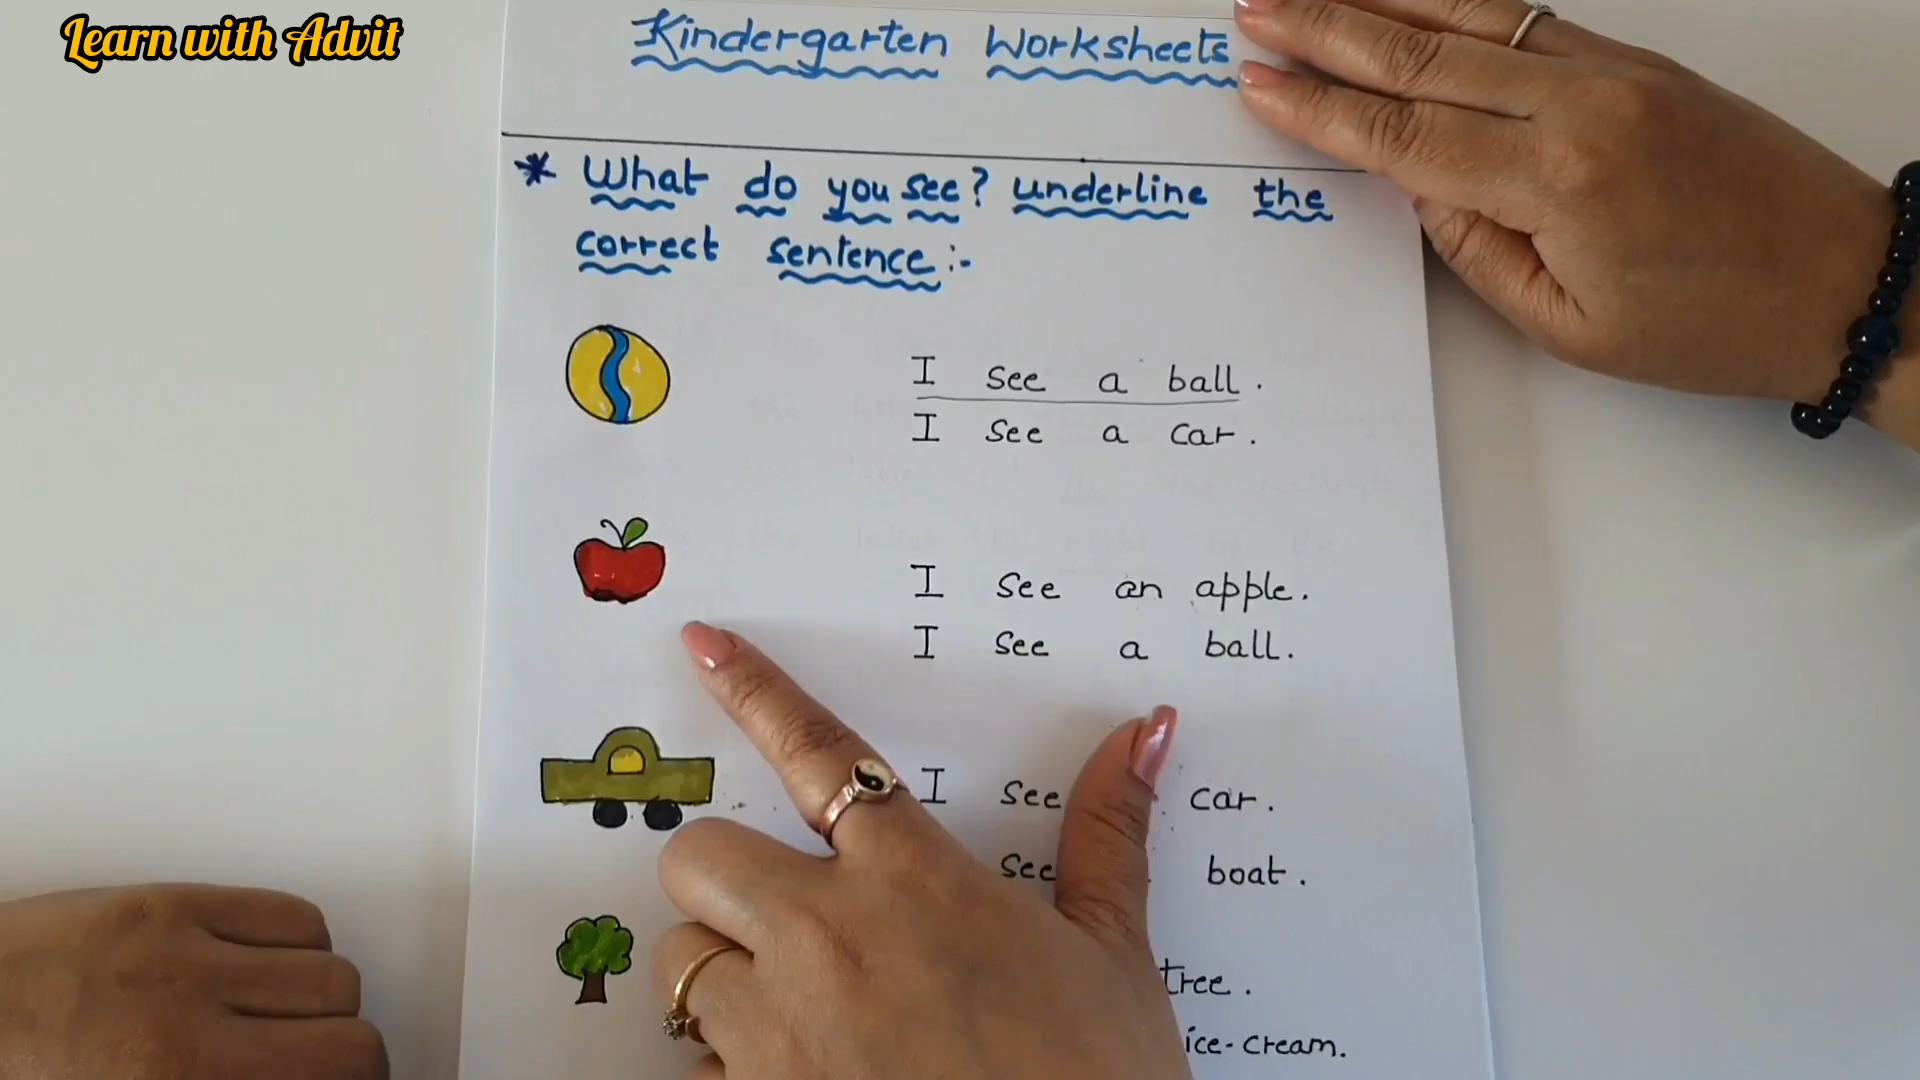 Learn with Advit
Kindergarten Worksheets
* What do you see? underline the
correct sentence :-
I see a ball.
I see a car.
I see an apple.
I see a ball.
I see car.
see boat.
tree.
ice-cream.